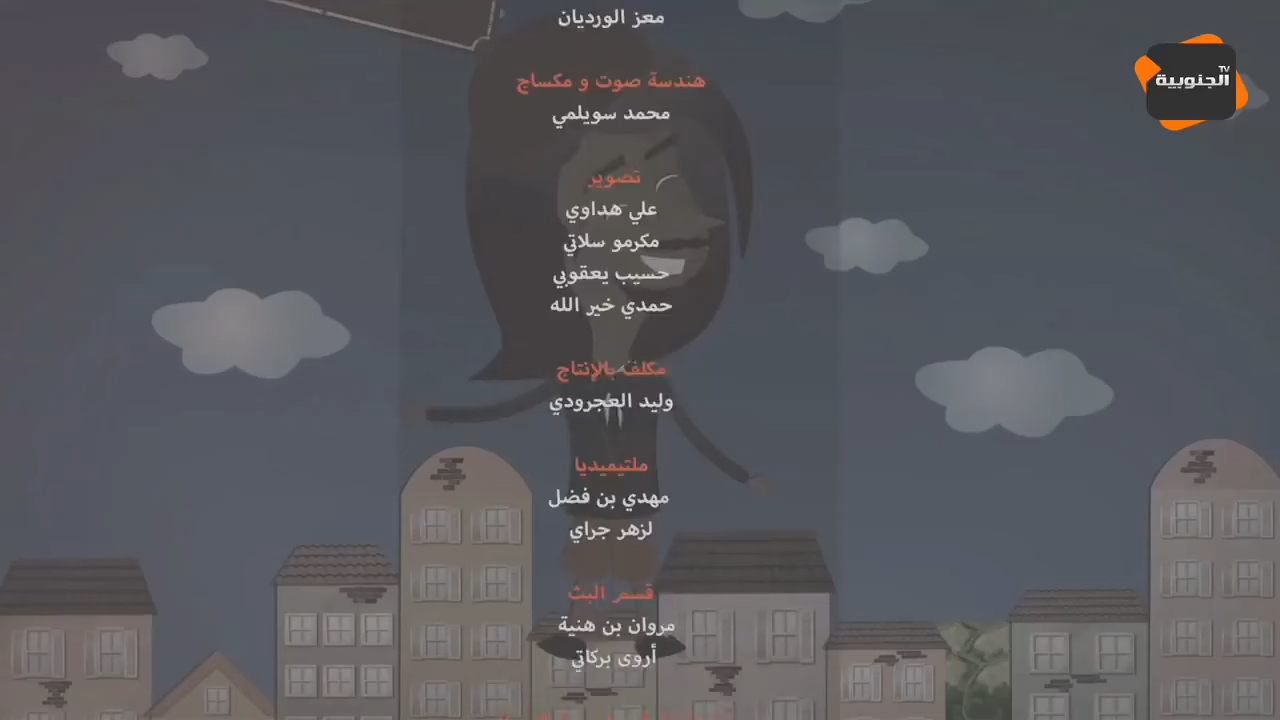 معز الورديان
الجنوبية TV
هندسة صوت و مكساج
محمد سويلمي
تصوير
علي هداوي
مكرمو سلاتي
حسيب يعقوبي
حمدي خير الله
مكلف بالإنتاج
وليد العجرودي
ملتيميديا
مهدي بن فضل
لزهر جراي
قسم البث
مروان بن هنية
أروى بركاتي